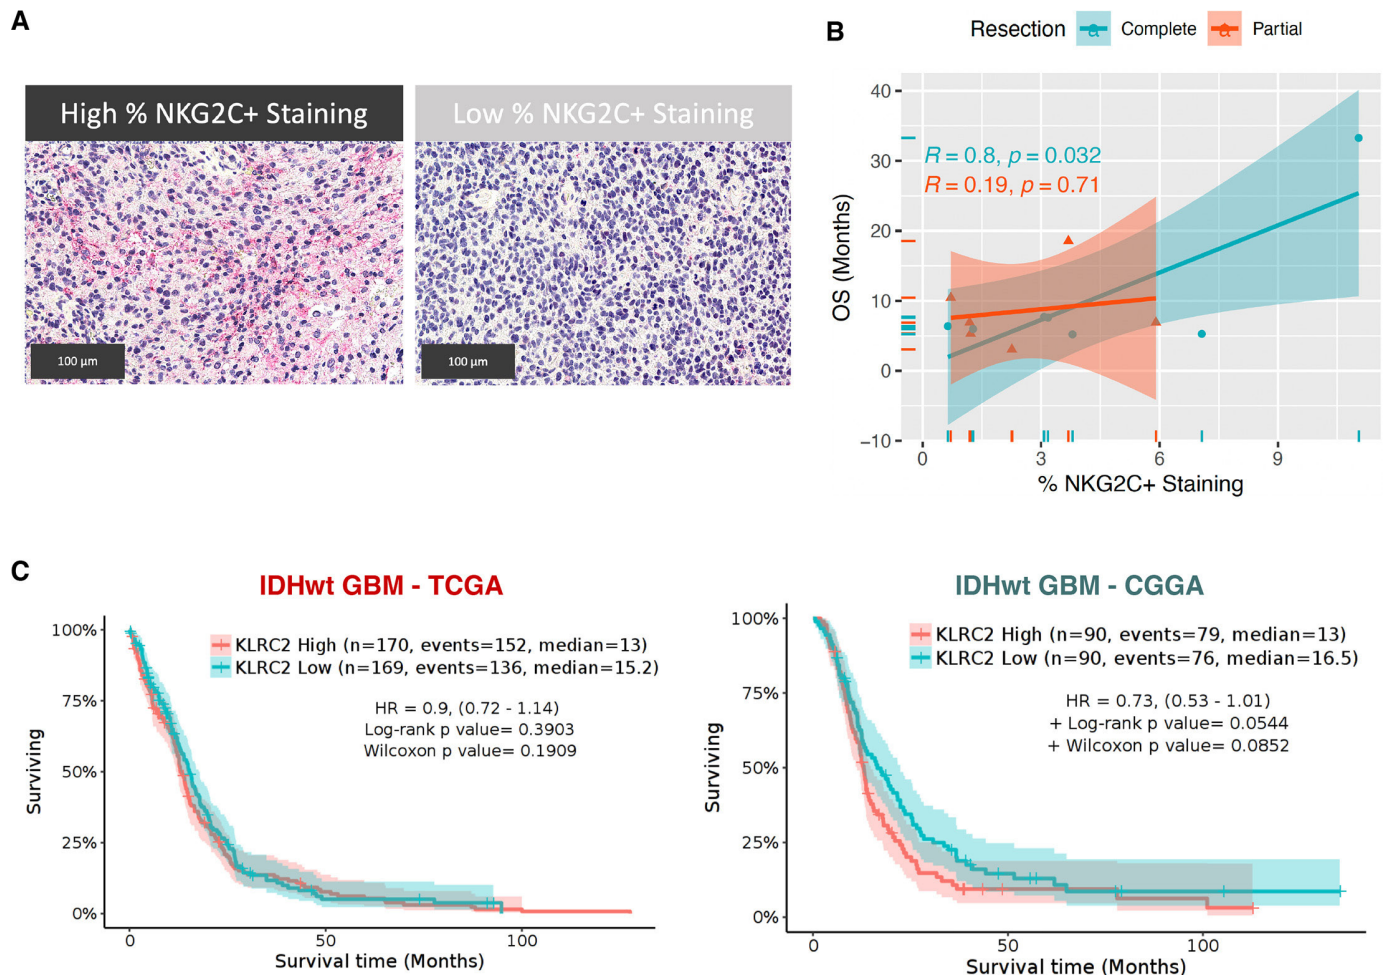 A
High % NKG2C+ Staining
Low % NKG2C+ Staining
100 µm
100 µm
B
Resection a Complete a Partial
R = 0.8, p = 0.032
R = 0.19, p = 0.71
OS (Months)
40
30
20
10
0
−10
0 3 6 9
% NKG2C+ Staining
C
IDHwt GBM - TCGA
KLRC2 High (n=170, events=152, median=13)
KLRC2 Low (n=169, events=136, median=15.2)
HR = 0.9, (0.72 - 1.14)
Log-rank p value= 0.3903
Wilcoxon p value= 0.1909
Surviving
100%
75%
50%
25%
0%
0 50 100
Survival time (Months)
IDHwt GBM - CGGA
KLRC2 High (n=90, events=79, median=13)
KLRC2 Low (n=90, events=76, median=16.5)
HR = 0.73, (0.53 - 1.01)
+ Log-rank p value= 0.0544
+ Wilcoxon p value= 0.0852
Surviving
100%
75%
50%
25%
0%
0 50 100
Survival time (Months)